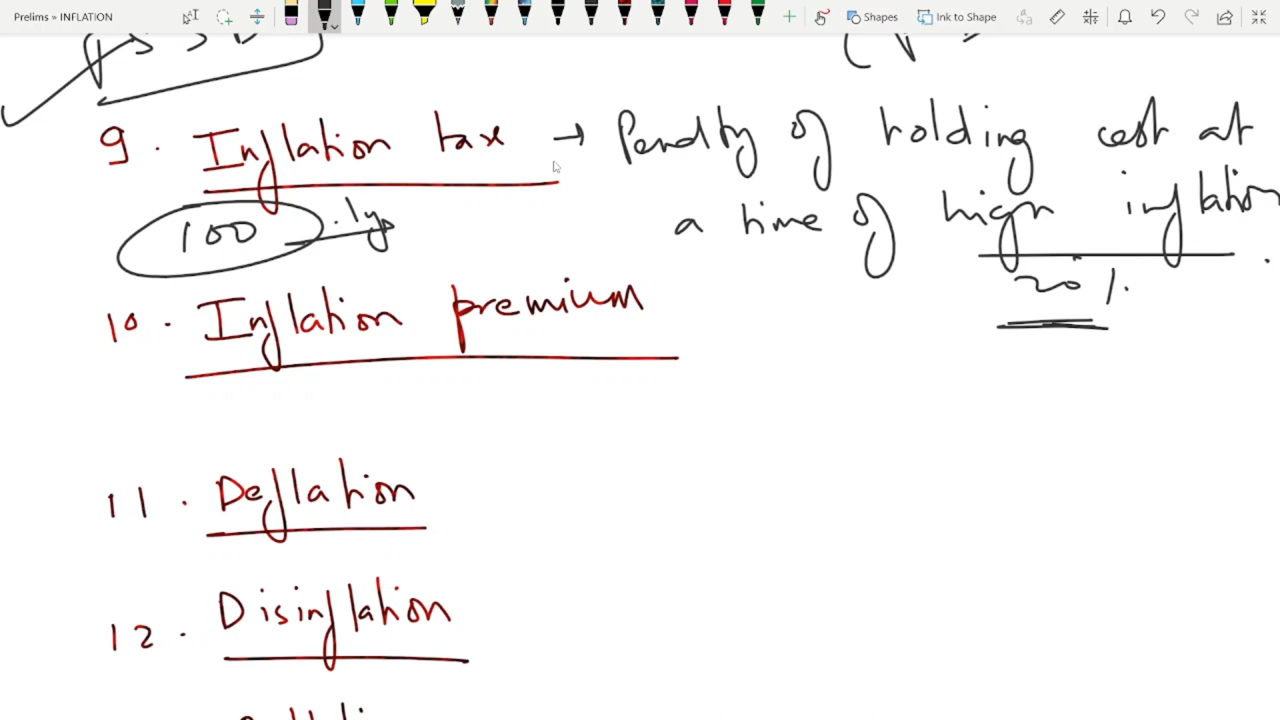 Prelims » INFLATION
Shapes
Ink to Shape
9. Inflation tax → Penalty of holding cash at
a time of high inflation.
100 1y
20%
10. Inflation premium
11. Deflation
12. Disinflation